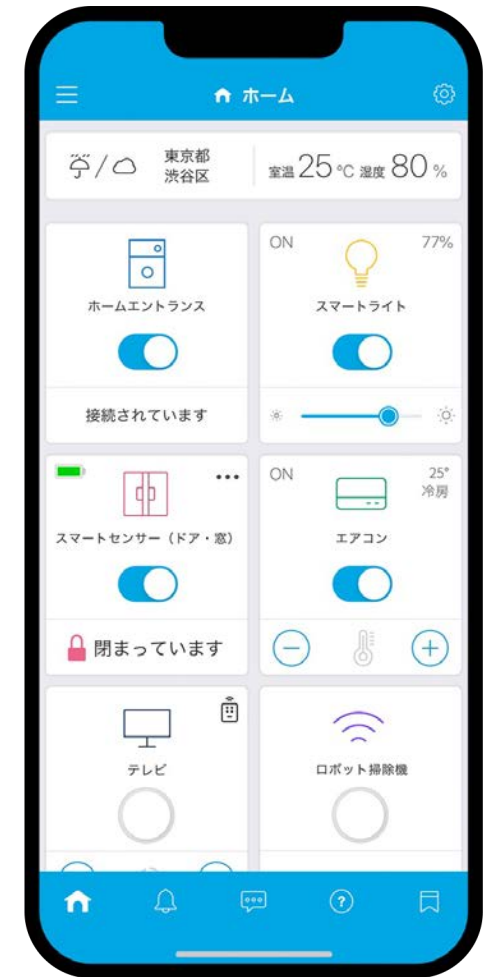 ホーム
東京都
渋谷区
室温 25 °C 湿度 80 %
ホームエントランス
接続されています
ON
77%
スマートライト
スマートセンサー（ドア・窓）
閉まっています
ON
25°
冷房
エアコン
テレビ
ロボット掃除機